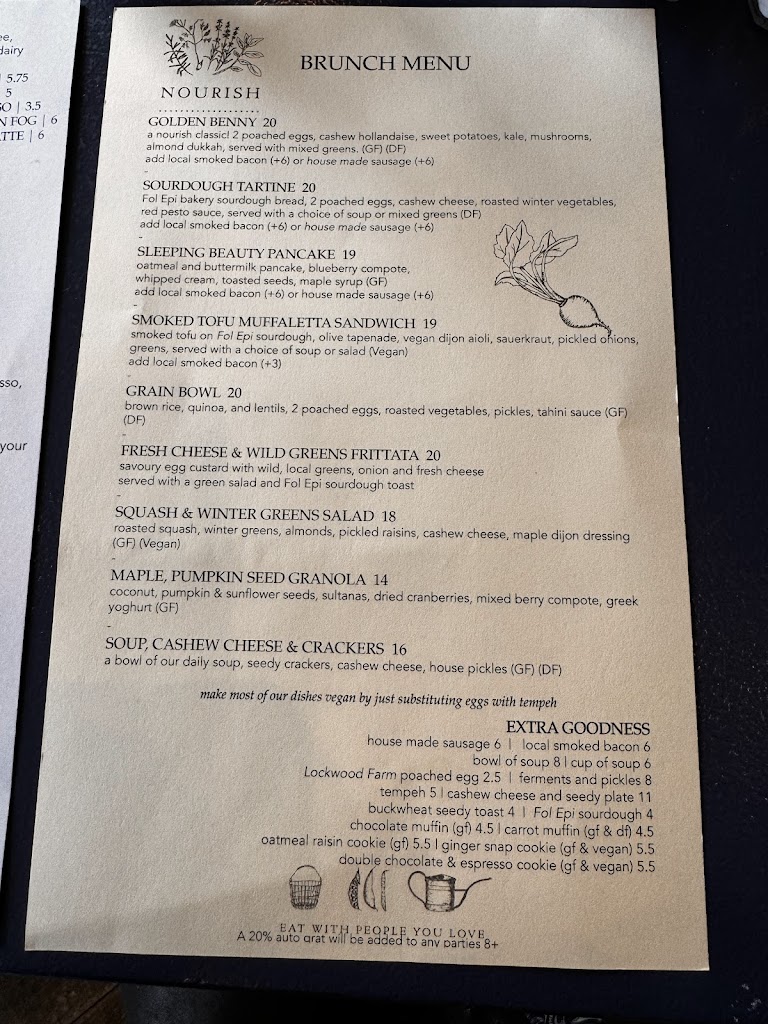 ee,
dairy
| 5.75
5
SO | 3.5
N FOG | 6
TTE | 6
sso,
your
BRUNCH MENU
NOURISH
GOLDEN BENNY 20
a nourish classic! 2 poached eggs, cashew hollandaise, sweet potatoes, kale, mushrooms,
almond dukkah, served with mixed greens. (GF) (DF)
add local smoked bacon (+6) or house made sausage (+6)
-
SOURDOUGH TARTINE 20
Fol Epi bakery sourdough bread, 2 poached eggs, cashew cheese, roasted winter vegetables,
red pesto sauce, served with a choice of soup or mixed greens (DF)
add local smoked bacon (+6) or house made sausage (+6)
-
SLEEPING BEAUTY PANCAKE 19
oatmeal and buttermilk pancake, blueberry compote,
whipped cream, toasted seeds, maple syrup (GF)
add local smoked bacon (+6) or house made sausage (+6)
-
SMOKED TOFU MUFFALETTA SANDWICH 19
smoked tofu on Fol Epi sourdough, olive tapenade, vegan dijon aioli, sauerkraut, pickled onions,
greens, served with a choice of soup or salad (Vegan)
add local smoked bacon (+3)
-
GRAIN BOWL 20
brown rice, quinoa, and lentils, 2 poached eggs, roasted vegetables, pickles, tahini sauce (GF)
(DF)
-
FRESH CHEESE & WILD GREENS FRITTATA 20
savoury egg custard with wild, local greens, onion and fresh cheese
served with a green salad and Fol Epi sourdough toast
-
SQUASH & WINTER GREENS SALAD 18
roasted squash, winter greens, almonds, pickled raisins, cashew cheese, maple dijon dressing
(GF) (Vegan)
-
MAPLE, PUMPKIN SEED GRANOLA 14
coconut, pumpkin & sunflower seeds, sultanas, dried cranberries, mixed berry compote, greek
yoghurt (GF)
-
SOUP, CASHEW CHEESE & CRACKERS 16
a bowl of our daily soup, seedy crackers, cashew cheese, house pickles (GF) (DF)
make most of our dishes vegan by just substituting eggs with tempeh
EXTRA GOODNESS
house made sausage 6 | local smoked bacon 6
bowl of soup 8 | cup of soup 6
Lockwood Farm poached egg 2.5 | ferments and pickles 8
tempeh 5 | cashew cheese and seedy plate 11
buckwheat seedy toast 4 | Fol Epi sourdough 4
chocolate muffin (gf) 4.5 | carrot muffin (gf & df) 4.5
oatmeal raisin cookie (gf) 5.5 | ginger snap cookie (gf & vegan) 5.5
double chocolate & espresso cookie (gf & vegan) 5.5
EAT WITH PEOPLE YOU LOVE
A 20% auto grat will be added to any parties 8+